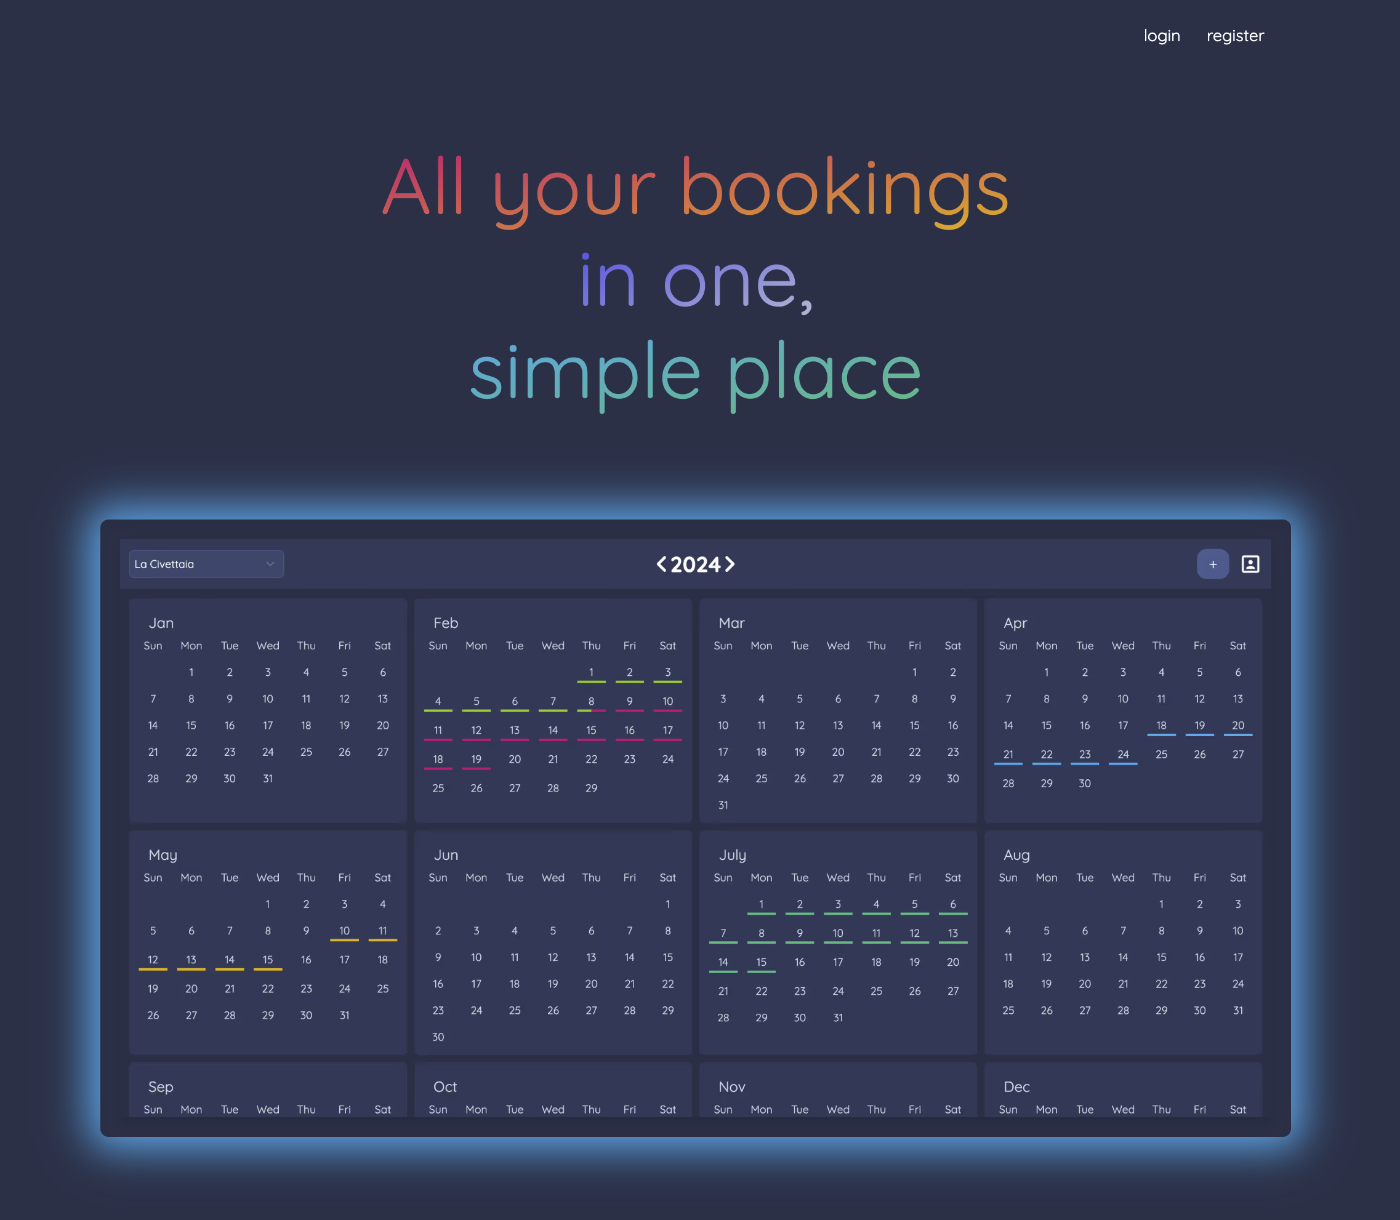 login register
All your bookings
in one,
simple place
La Civettaia
2024
+
Jan
Sun Mon Tue Wed Thu Fri Sat
1 2 3 4 5 6
7 8 9 10 11 12 13
14 15 16 17 18 19 20
21 22 23 24 25 26 27
28 29 30 31
Feb
Sun Mon Tue Wed Thu Fri Sat
1 2 3
4 5 6 7 8 9 10
11 12 13 14 15 16 17
18 19 20 21 22 23 24
25 26 27 28 29
Mar
Sun Mon Tue Wed Thu Fri Sat
1 2
3 4 5 6 7 8 9
10 11 12 13 14 15 16
17 18 19 20 21 22 23
24 25 26 27 28 29 30
31
Apr
Sun Mon Tue Wed Thu Fri Sat
1 2 3 4 5 6
7 8 9 10 11 12 13
14 15 16 17 18 19 20
21 22 23 24 25 26 27
28 29 30
May
Sun Mon Tue Wed Thu Fri Sat
1 2 3 4
5 6 7 8 9 10 11
12 13 14 15 16 17 18
19 20 21 22 23 24 25
26 27 28 29 30 31
Jun
Sun Mon Tue Wed Thu Fri Sat
1
2 3 4 5 6 7 8
9 10 11 12 13 14 15
16 17 18 19 20 21 22
23 24 25 26 27 28 29
30
July
Sun Mon Tue Wed Thu Fri Sat
1 2 3 4 5 6
7 8 9 10 11 12 13
14 15 16 17 18 19 20
21 22 23 24 25 26 27
28 29 30 31
Aug
Sun Mon Tue Wed Thu Fri Sat
1 2 3
4 5 6 7 8 9 10
11 12 13 14 15 16 17
18 19 20 21 22 23 24
25 26 27 28 29 30 31
Sep
Sun Mon Tue Wed Thu Fri Sat
Oct
Sun Mon Tue Wed Thu Fri Sat
Nov
Sun Mon Tue Wed Thu Fri Sat
Dec
Sun Mon Tue Wed Thu Fri Sat